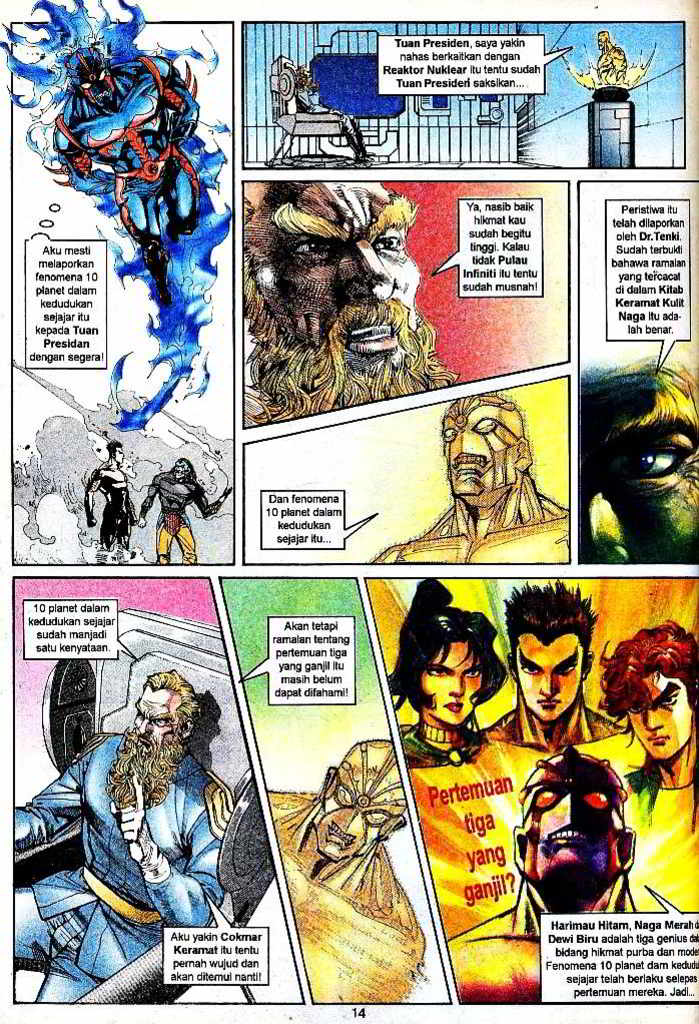 Aku mesti
melaporkan
fenomena 10
planet dalam
kedudukan
sejajar itu
kepada Tuan
Presidan
dengan segera!
Tuan Presiden, saya yakin
nahas berkaitkan dengan
Reaktor Nuklear itu tentu sudah
Tuan Presideri saksikan...
Ya, nasib baik
hikmat kau
sudah begitu
tinggi. Kalau
tidak Pulau
Infiniti itu tentu
sudah musnah!
Peristiwa itu
telah dilaporkan
oleh Dr.Tenki.
Sudah terbukti
bahawa ramalan
yang tercacat
di dalam Kitab
Keramat Kulit
Naga itu ada-
lah benar.
Dan fenomena
10 planet dalam
kedudukan
sejajar itu...
10 planet dalam
kedudukan sejajar
sudah manjadi
satu kenyataan.
Aku yakin Cokmar
Keramat itu tentu
pernah wujud dan
akan ditemui nanti!
Akan tetapi
ramalan tentang
pertemuan tiga
yang ganjil itu
masih belum
dapat difahami!
Pertemuan
tiga
yang
ganjil?
Harimau Hitam, Naga Merah
Dewi Biru adalah tiga genius
bidang hikmat purba dan
Fenomena 10 planet dam
sejajar telah berlaku selepas
pertemuan mereka. Jadi...
14